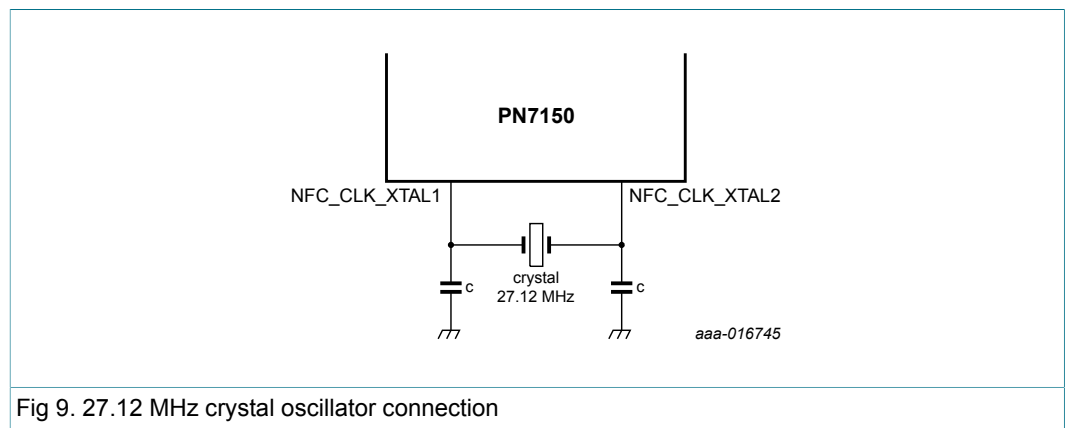 PN7150
NFC_CLK_XTAL1
NFC_CLK_XTAL2
c
crystal
27.12 MHz
c
aaa-016745
Fig 9. 27.12 MHz crystal oscillator connection